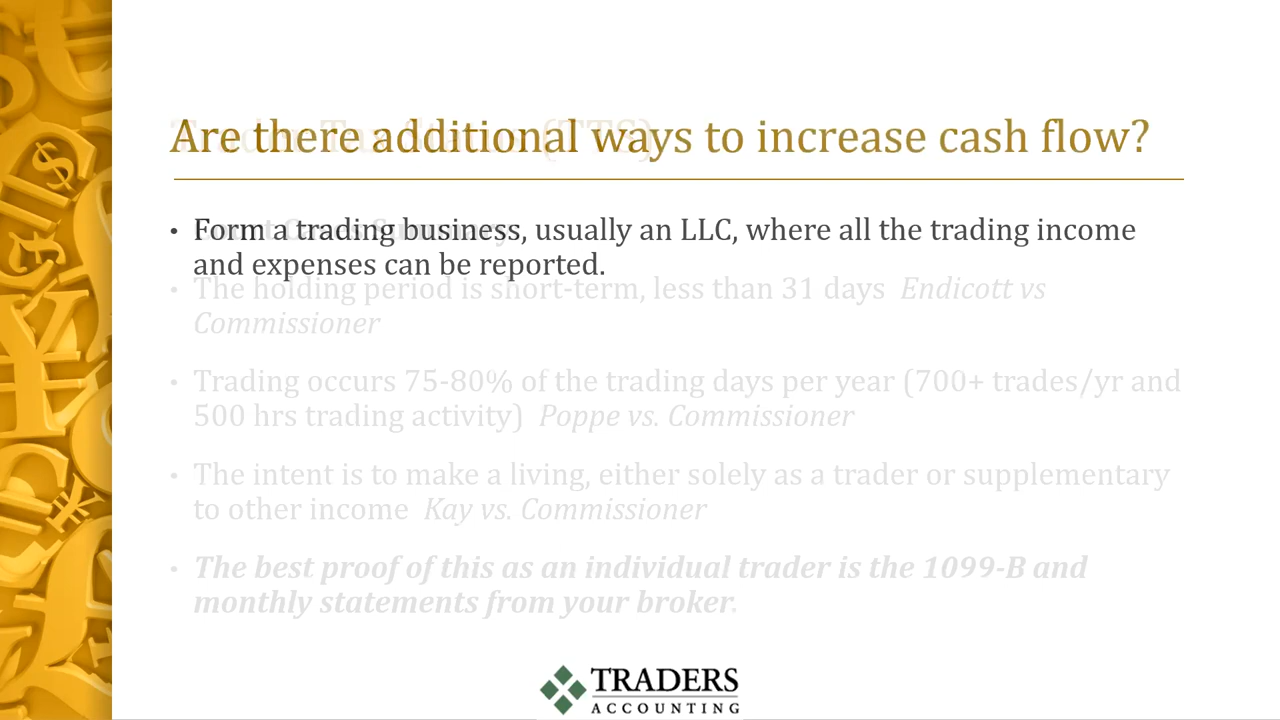 Trader Tax Status (TTS)
Are there additional ways to increase cash flow?
• Form a trading business, usually an LLC, where all the trading income
and expenses can be reported.
• The holding period is short-term, less than 31 days Endicott vs
Commissioner
• Trading occurs 75-80% of the trading days per year (700+ trades/yr and
500 hrs trading activity) Poppe vs. Commissioner
• The intent is to make a living, either solely as a trader or supplementary
to other income Kay vs. Commissioner
• The best proof of this as an individual trader is the 1099-B and
monthly statements from your broker.
TRADERS
ACCOUNTING